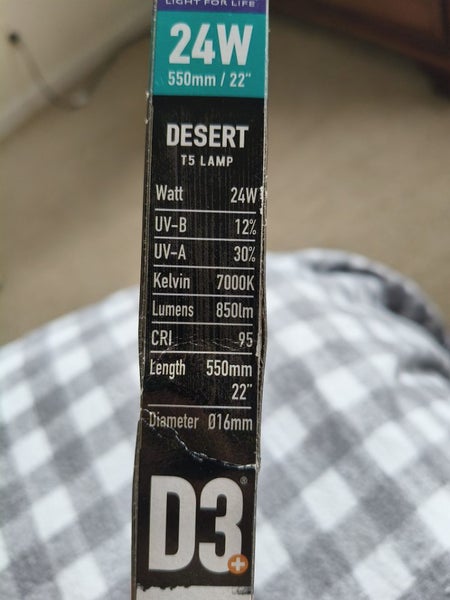 LIGHT FOR LIFE
24W
550mm / 22"
DESERT
T5 LAMP
Watt 24W
UV-B 12%
UV-A 30%
Kelvin 7000K
Lumens 850lm
CRI 95
Length 550mm
22"
Diameter Ø16mm
D3®+